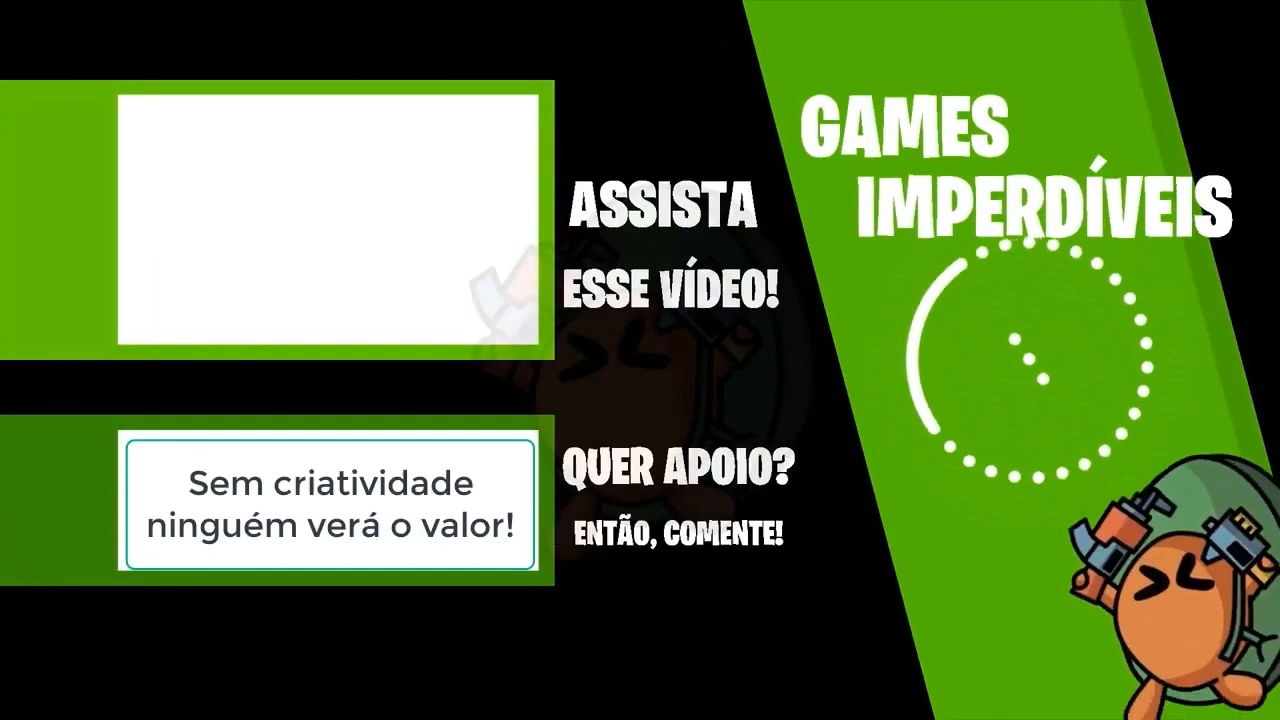 GAMES
IMPERDÍVEIS
ASSISTA
ESSE VÍDEO!
QUER APOIO?
ENTÃO, COMENTE!
Sem criatividade
ninguém verá o valor!